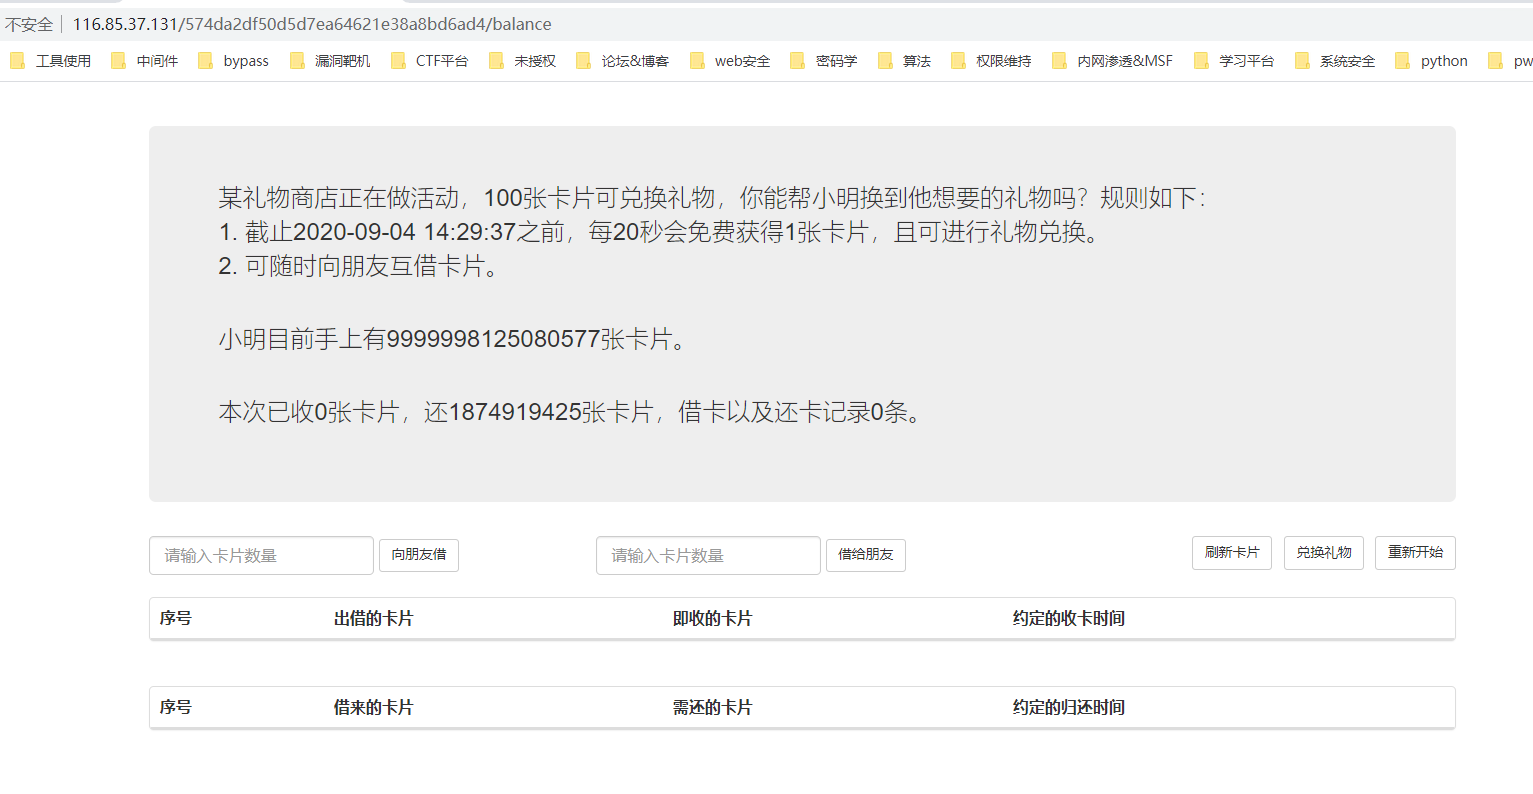 不安全 116.85.37.131/574da2df50d5d7ea64621e38a8bd6ad4/balance
工具使用 中间件 bypass 漏洞靶机 CTF平台 未授权 论坛&博客 web安全 密码学 算法 权限维持 内网渗透&MSF 学习平台 系统安全 python pw
某礼物商店正在做活动，100张卡片可兑换礼物，你能帮小明换到他想要的礼物吗？规则如下：
1. 截止2020-09-04 14:29:37之前，每20秒会免费获得1张卡片，且可进行礼物兑换。
2. 可随时向朋友互借卡片。
小明目前手上有9999998125080577张卡片。
本次已收0张卡片，还1874919425张卡片，借卡以及还卡记录0条。
请输入卡片数量 向朋友借 请输入卡片数量 借给朋友 刷新卡片 兑换礼物 重新开始
序号 出借的卡片 即收的卡片 约定的收卡时间
序号 借来的卡片 需还的卡片 约定的归还时间